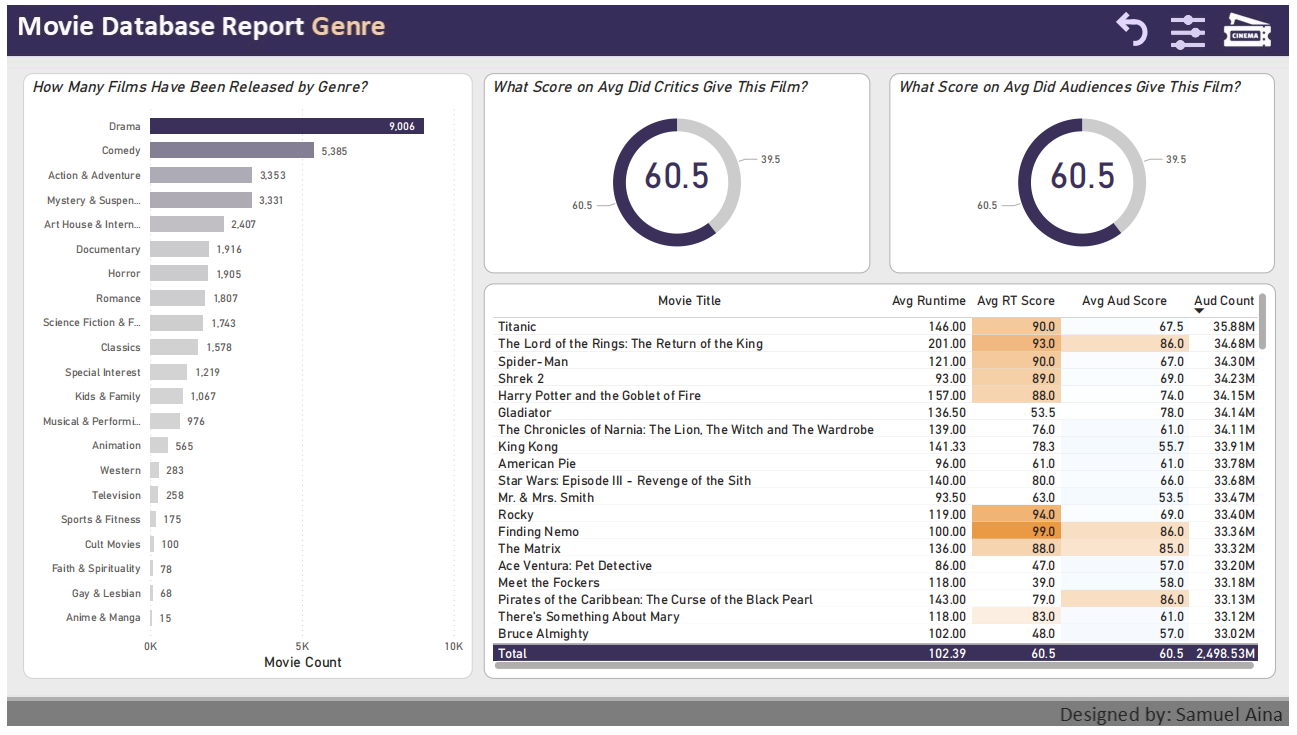 Movie Database Report Genre
CINEMA
How Many Films Have Been Released by Genre?
Drama 9,006
Comedy 5,385
Action & Adventure 3,353
Mystery & Suspen... 3,331
Art House & Intern... 2,407
Documentary 1,916
Horror 1,905
Romance 1,807
Science Fiction & F... 1,743
Classics 1,578
Special Interest 1,219
Kids & Family 1,067
Musical & Performi... 976
Animation 565
Western 283
Television 258
Sports & Fitness 175
Cult Movies 100
Faith & Spirituality 78
Gay & Lesbian 68
Anime & Manga 15
0K 5K 10K
Movie Count
What Score on Avg Did Critics Give This Film?
39.5
60.5
60.5
What Score on Avg Did Audiences Give This Film?
39.5
60.5
60.5
Movie Title Avg Runtime Avg RT Score Avg Aud Score Aud Count
Titanic 146.00 90.0 67.5 35.88M
The Lord of the Rings: The Return of the King 201.00 93.0 86.0 34.68M
Spider-Man 121.00 90.0 67.0 34.30M
Shrek 2 93.00 89.0 69.0 34.23M
Harry Potter and the Goblet of Fire 157.00 88.0 74.0 34.15M
Gladiator 136.50 53.5 78.0 34.14M
The Chronicles of Narnia: The Lion, The Witch and The Wardrobe 139.00 76.0 61.0 34.11M
King Kong 141.33 78.3 55.7 33.91M
American Pie 96.00 61.0 61.0 33.78M
Star Wars: Episode III - Revenge of the Sith 140.00 80.0 66.0 33.68M
Mr. & Mrs. Smith 93.50 63.0 53.5 33.47M
Rocky 119.00 94.0 69.0 33.40M
Finding Nemo 100.00 99.0 86.0 33.36M
The Matrix 136.00 88.0 85.0 33.32M
Ace Ventura: Pet Detective 86.00 47.0 57.0 33.20M
Meet the Fockers 118.00 39.0 58.0 33.18M
Pirates of the Caribbean: The Curse of the Black Pearl 143.00 79.0 86.0 33.13M
There's Something About Mary 118.00 83.0 61.0 33.12M
Bruce Almighty 102.00 48.0 57.0 33.02M
Total 102.39 60.5 60.5 2,498.53M
Designed by: Samuel Aina